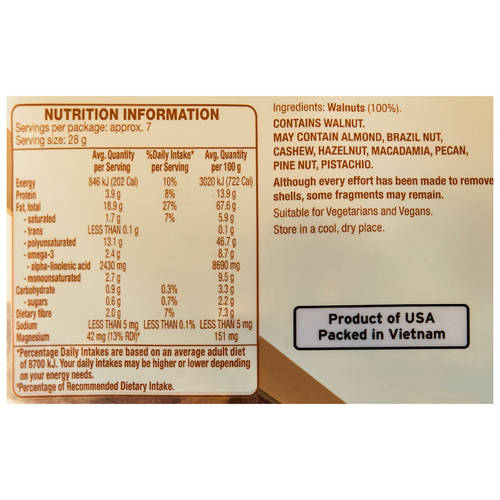 NUTRITION INFORMATION
Servings per package: approx. 7
Serving size: 28 g
Avg. Quantity per Serving %Daily Intake* per Serving Avg. Quantity per 100 g
Energy 846 kJ (202 Cal) 10% 3020 kJ (722 Cal)
Protein 3.9 g 8% 13.9 g
Fat, total 18.9 g 27% 67.6 g
- saturated 1.7 g 7% 5.9 g
- trans LESS THAN 0.1 g 0.1 g
- polyunsaturated 13.1 g 46.7 g
- omega-3 2.4 g 8.7 g
- alpha-linolenic acid 2430 mg 8690 mg
- monounsaturated 2.7 g 9.5 g
Carbohydrate 0.9 g 0.3% 3.3 g
- sugars 0.6 g 0.7% 2.2 g
Dietary fibre 2.0 g 7% 7.3 g
Sodium LESS THAN 5 mg LESS THAN 0.1% LESS THAN 5 mg
Magnesium 42 mg (13% RDI)# 151 mg
*Percentage Daily Intakes are based on an average adult diet
of 8700 kJ. Your daily intakes may be higher or lower depending
on your energy needs.
#Percentage of Recommended Dietary Intake.
Ingredients: Walnuts (100%).
CONTAINS WALNUT.
MAY CONTAIN ALMOND, BRAZIL NUT,
CASHEW, HAZELNUT, MACADAMIA, PECAN,
PINE NUT, PISTACHIO.
Although every effort has been made to remove
shells, some fragments may remain.
Suitable for Vegetarians and Vegans.
Store in a cool, dry place.
Product of USA
Packed in Vietnam